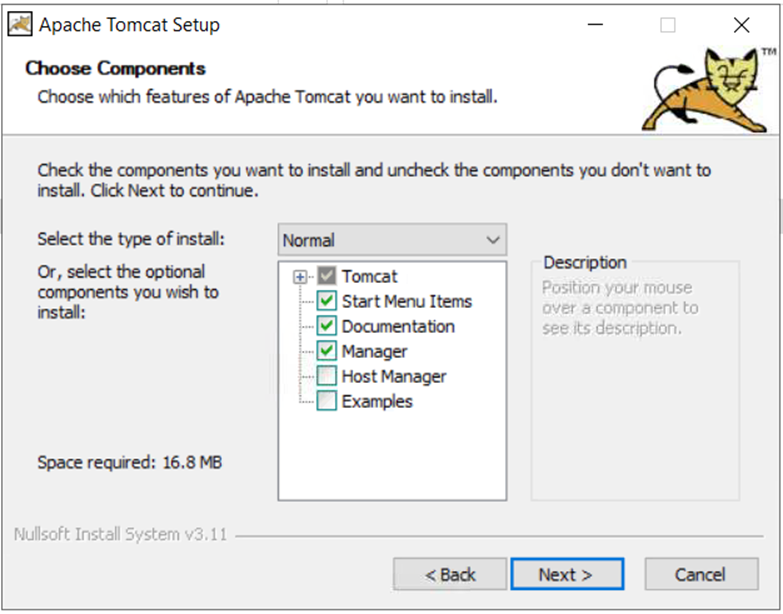 Apache Tomcat Setup
Choose Components
Choose which features of Apache Tomcat you want to install.
TM
Check the components you want to install and uncheck the components you don't want to
install. Click Next to continue.
Select the type of install:
Normal
Or, select the optional
components you wish to
install:
Tomcat
Start Menu Items
Documentation
Manager
Host Manager
Examples
Description
Position your mouse
over a component to
see its description.
Space required: 16.8 MB
Nullsoft Install System v3.11
< Back
Next >
Cancel